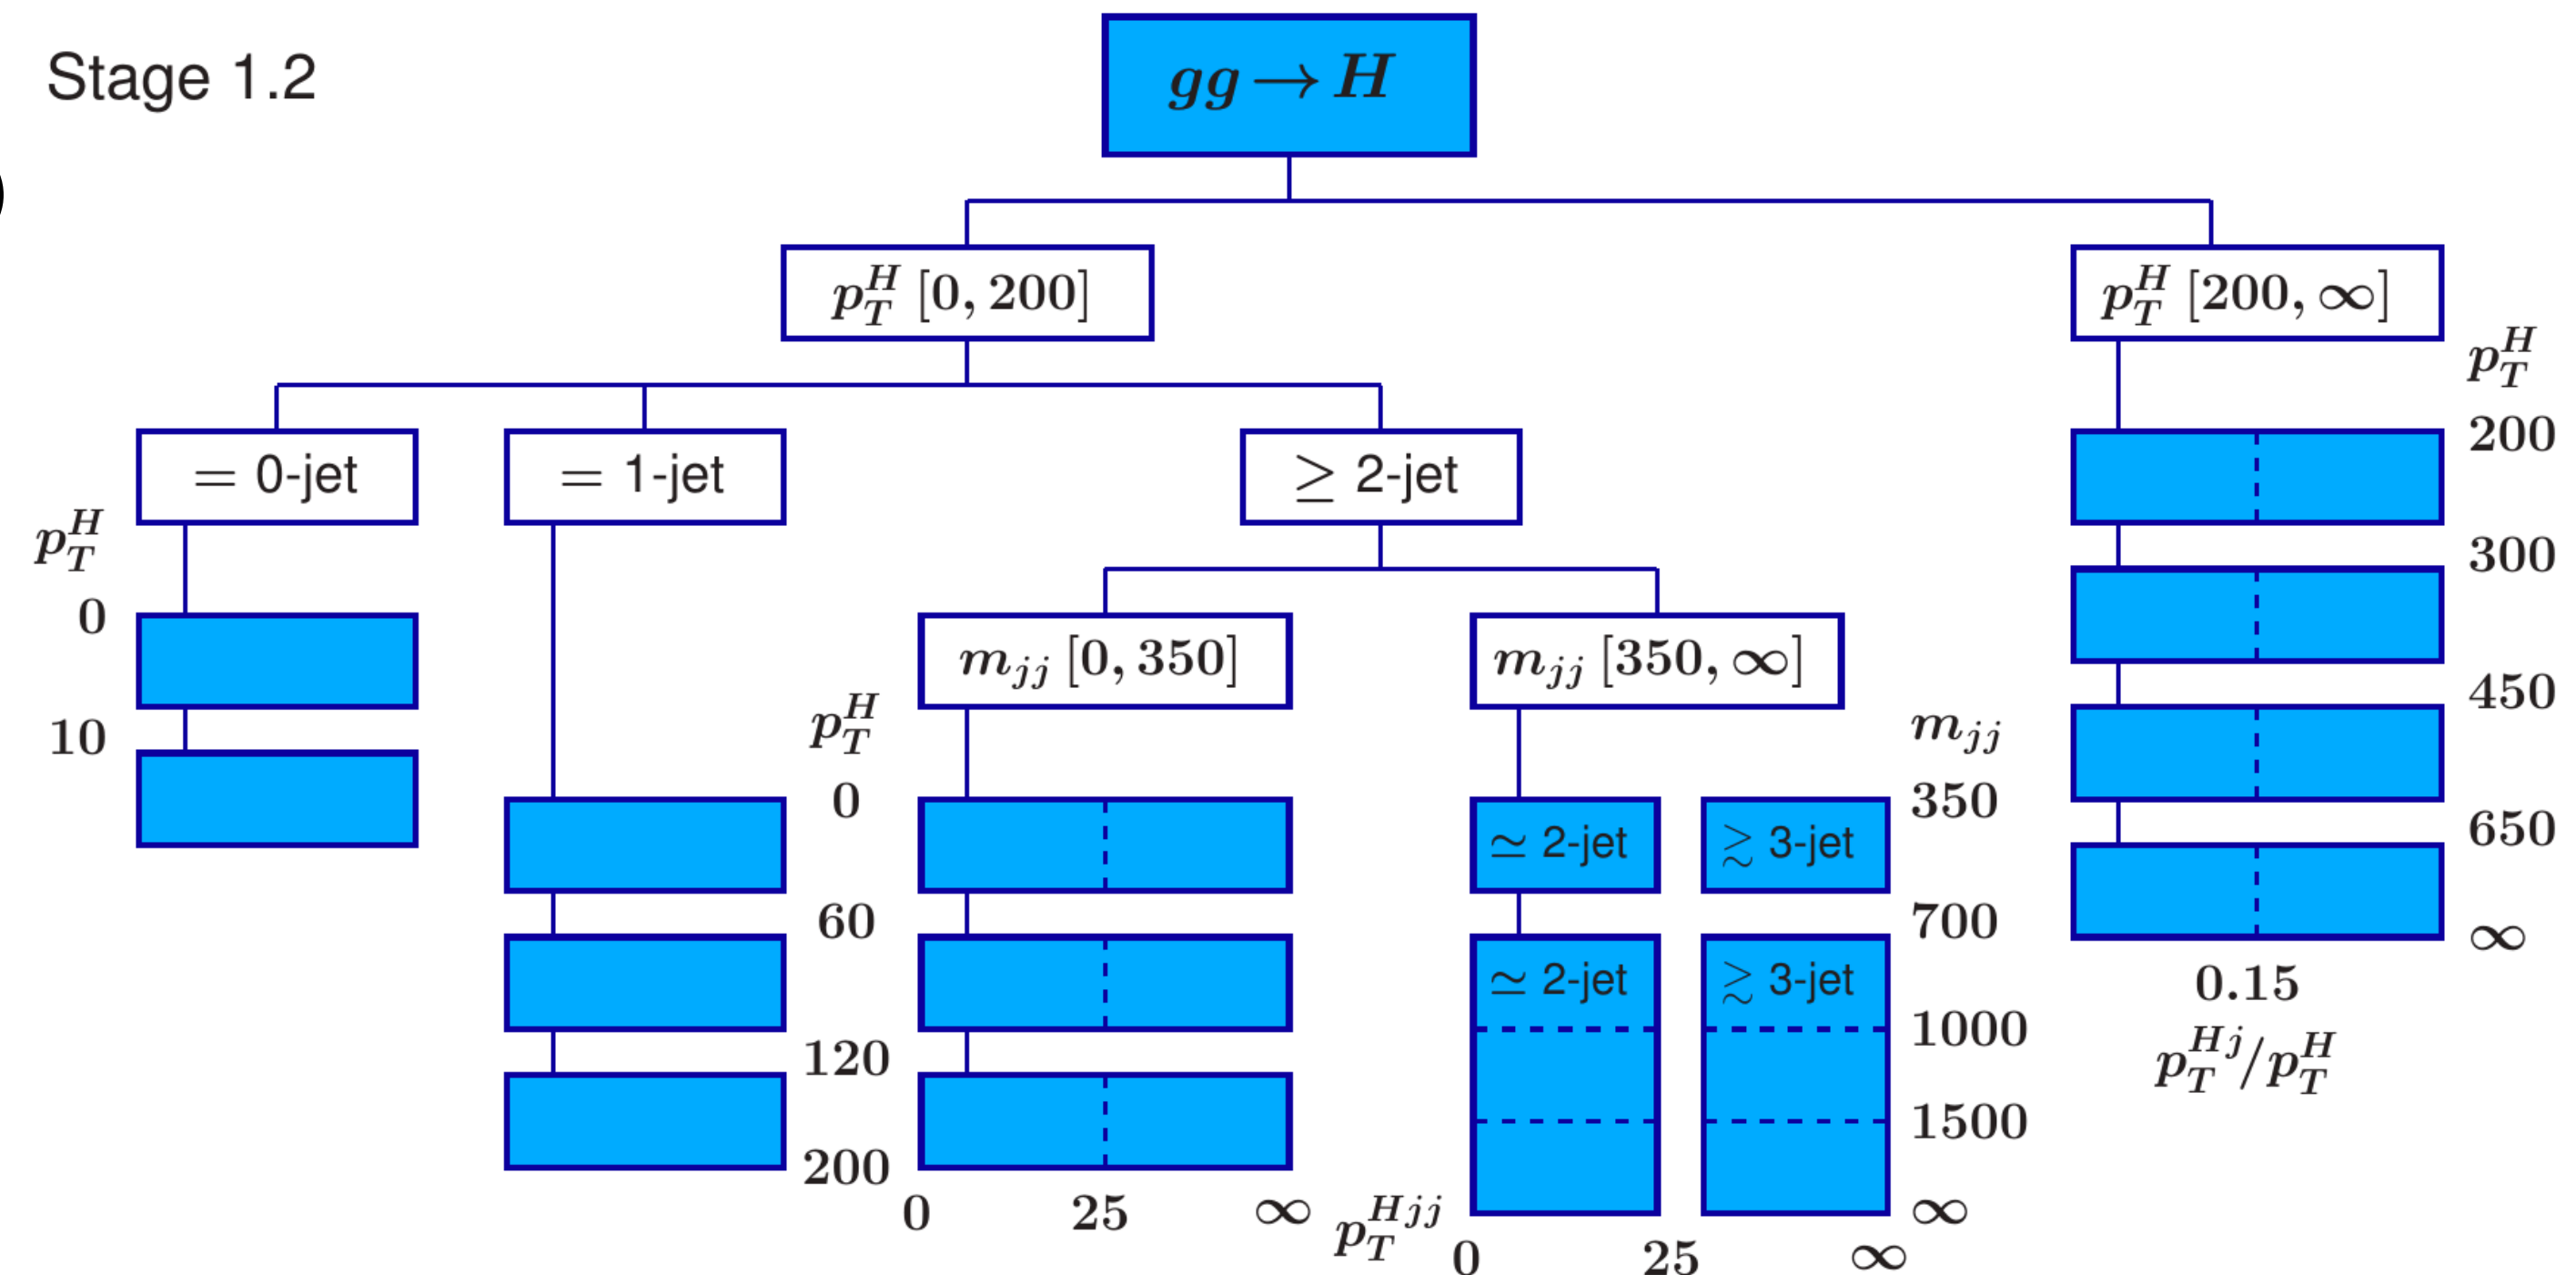 Stage 1.2
)
gg → H
p_T^H [0, 200]
p_T^H [200, ∞]
= 0-jet
= 1-jet
≥ 2-jet
p_T^H
0
10
m_jj [0, 350]
m_jj [350, ∞]
p_T^H
0
60
120
200
0 25 ∞
≃ 2-jet
≳ 3-jet
≃ 2-jet
≳ 3-jet
m_jj
350
700
1000
1500
∞
p_T^Hjj
0 25 ∞
p_T^H
200
300
450
650
∞
0.15
p_T^Hj/p_T^H